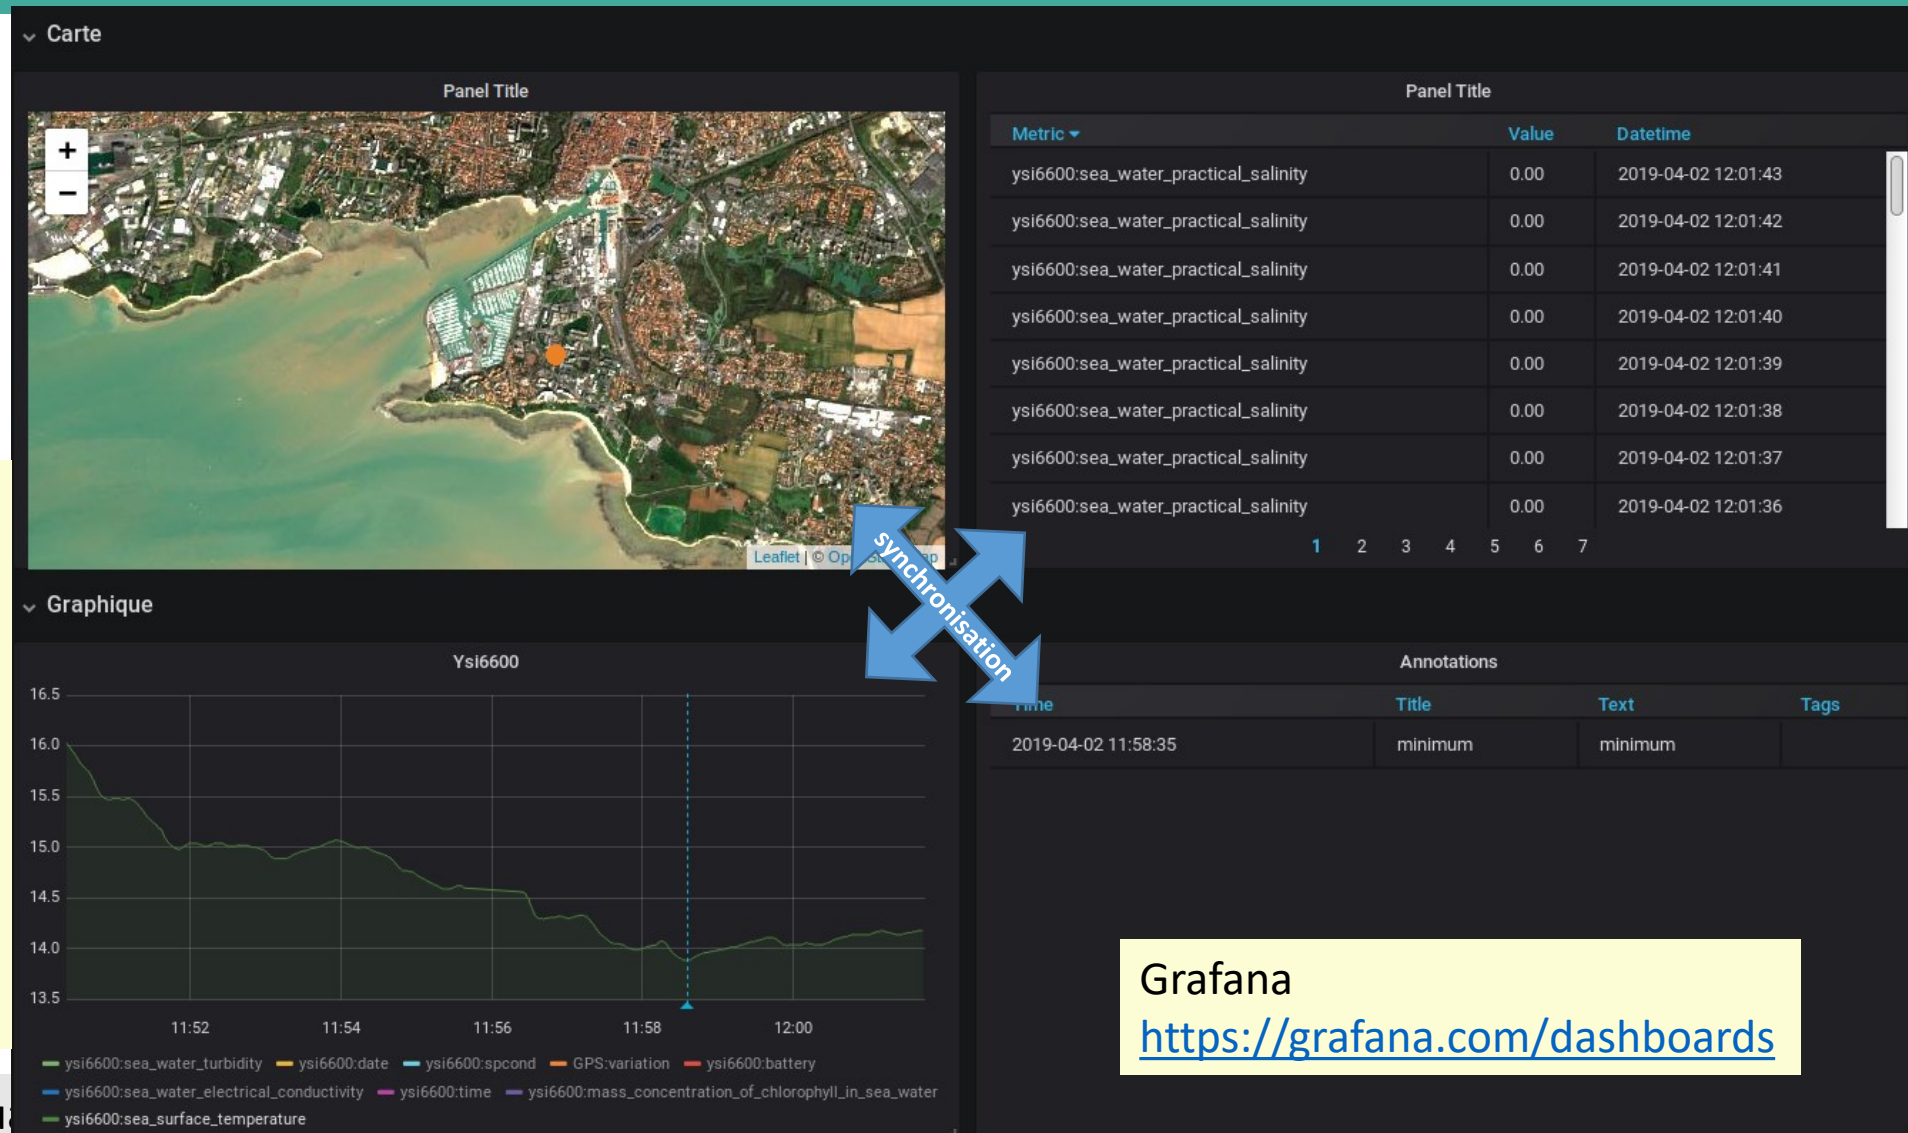 Carte
Panel Title
+
−
Leaflet | © Op
Panel Title
Metric Value Datetime
ysi6600:sea_water_practical_salinity 0.00 2019-04-02 12:01:43
ysi6600:sea_water_practical_salinity 0.00 2019-04-02 12:01:42
ysi6600:sea_water_practical_salinity 0.00 2019-04-02 12:01:41
ysi6600:sea_water_practical_salinity 0.00 2019-04-02 12:01:40
ysi6600:sea_water_practical_salinity 0.00 2019-04-02 12:01:39
ysi6600:sea_water_practical_salinity 0.00 2019-04-02 12:01:38
ysi6600:sea_water_practical_salinity 0.00 2019-04-02 12:01:37
ysi6600:sea_water_practical_salinity 0.00 2019-04-02 12:01:36
1 2 3 4 5 6 7
synchronisation
Graphique
Ysi6600
16.5
16.0
15.5
15.0
14.5
14.0
13.5
11:52 11:54 11:56 11:58 12:00
ysi6600:sea_water_turbidity ysi6600:date ysi6600:spcond GPS:variation ysi6600:battery
ysi6600:sea_water_electrical_conductivity ysi6600:time ysi6600:mass_concentration_of_chlorophyll_in_sea_water
ysi6600:sea_surface_temperature
Annotations
Time Title Text Tags
2019-04-02 11:58:35 minimum minimum
Grafana
https://grafana.com/dashboards